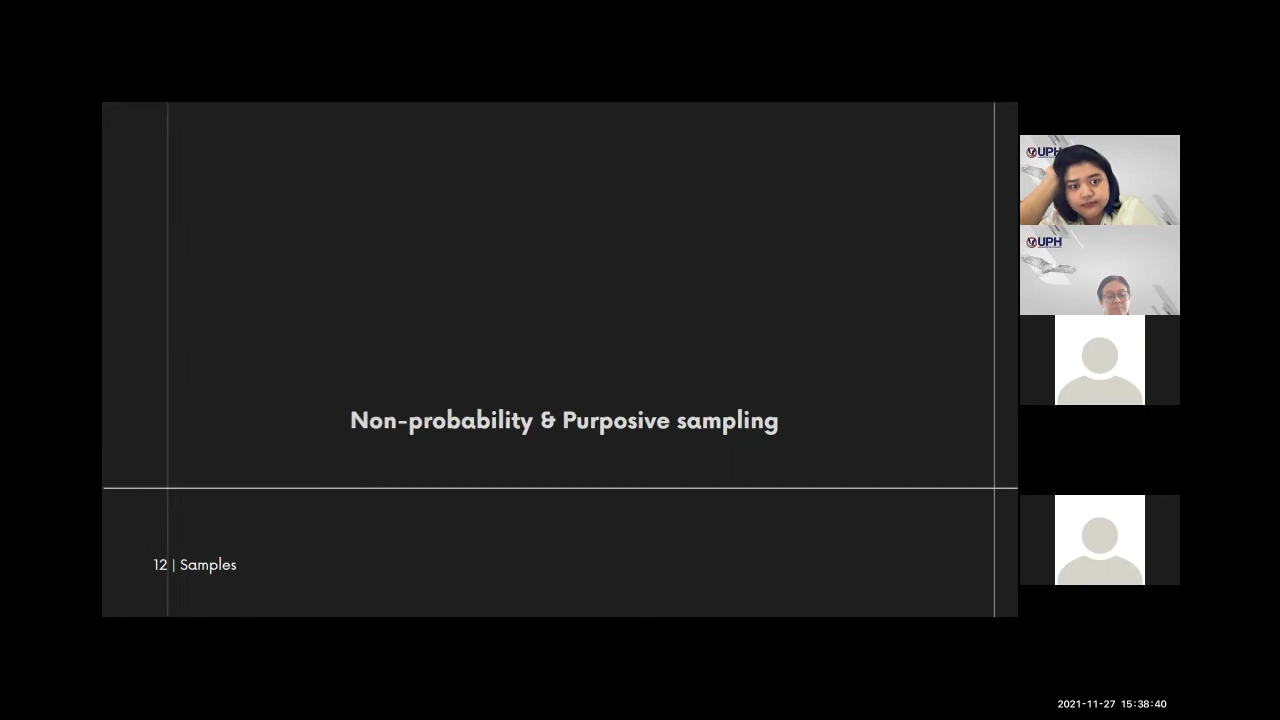 Non-probability & Purposive sampling
12 | Samples
UPH
UPH
2021-11-27 15:38:40